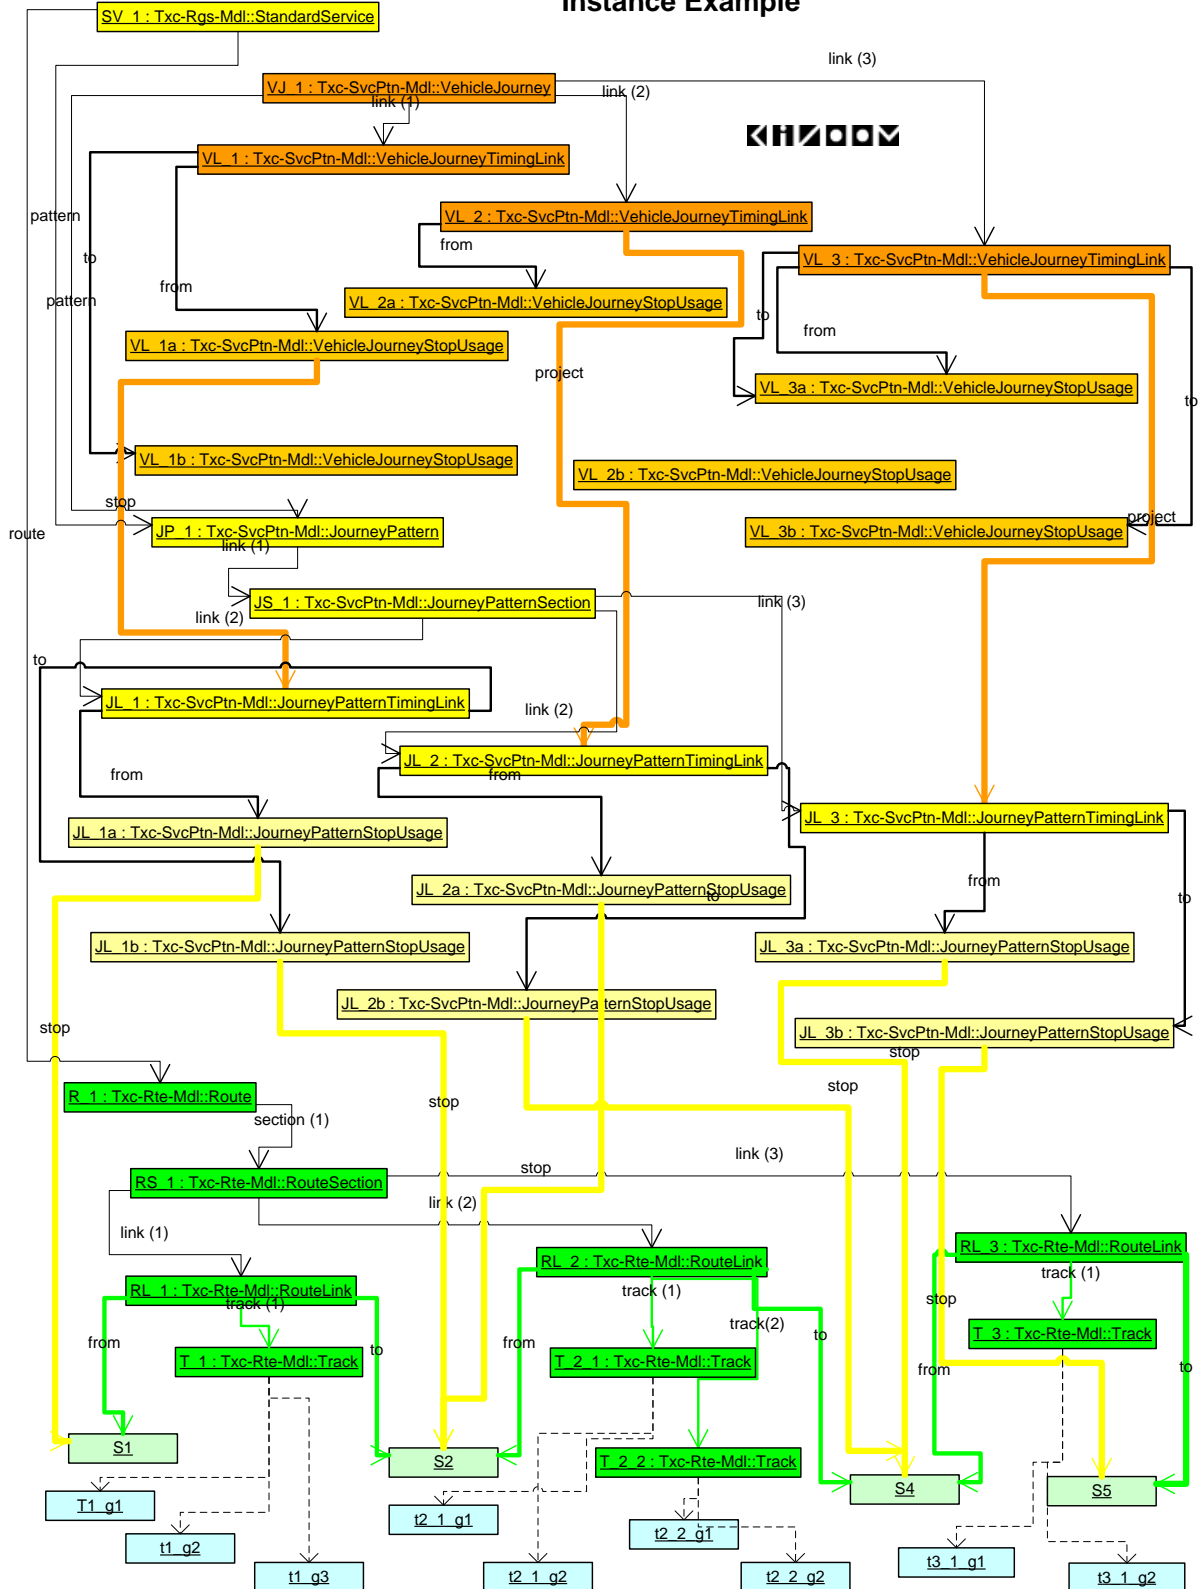 Instance Example
SV_1 : Txc-Rgs-Mdl::StandardService
link (3)
VJ_1 : Txc-SvcPtn-Mdl::VehicleJourney
link (2)
link (1)
KIZOOM
VL_1 : Txc-SvcPtn-Mdl::VehicleJourneyTimingLink
pattern
VL_2 : Txc-SvcPtn-Mdl::VehicleJourneyTimingLink
from
to
VL_3 : Txc-SvcPtn-Mdl::VehicleJourneyTimingLink
from
pattern
VL_2a : Txc-SvcPtn-Mdl::VehicleJourneyStopUsage
to
from
VL_1a : Txc-SvcPtn-Mdl::VehicleJourneyStopUsage
project
VL_3a : Txc-SvcPtn-Mdl::VehicleJourneyStopUsage
to
VL_1b : Txc-SvcPtn-Mdl::VehicleJourneyStopUsage
VL_2b : Txc-SvcPtn-Mdl::VehicleJourneyStopUsage
stop
project
route
JP_1 : Txc-SvcPtn-Mdl::JourneyPattern
VL_3b : Txc-SvcPtn-Mdl::VehicleJourneyStopUsage
link (1)
JS_1 : Txc-SvcPtn-Mdl::JourneyPatternSection
link (3)
link (2)
to
JL_1 : Txc-SvcPtn-Mdl::JourneyPatternTimingLink
link (2)
JL_2 : Txc-SvcPtn-Mdl::JourneyPatternTimingLink
from
from
JL_3 : Txc-SvcPtn-Mdl::JourneyPatternTimingLink
JL_1a : Txc-SvcPtn-Mdl::JourneyPatternStopUsage
from
JL_2a : Txc-SvcPtn-Mdl::JourneyPatternStopUsage
to
to
JL_1b : Txc-SvcPtn-Mdl::JourneyPatternStopUsage
JL_3a : Txc-SvcPtn-Mdl::JourneyPatternStopUsage
JL_2b : Txc-SvcPtn-Mdl::JourneyPatternStopUsage
stop
JL_3b : Txc-SvcPtn-Mdl::JourneyPatternStopUsage
stop
stop
R_1 : Txc-Rte-Mdl::Route
stop
section (1)
link (3)
stop
RS_1 : Txc-Rte-Mdl::RouteSection
link (2)
link (1)
RL_3 : Txc-Rte-Mdl::RouteLink
RL_2 : Txc-Rte-Mdl::RouteLink
track (1)
RL_1 : Txc-Rte-Mdl::RouteLink
track (1)
stop
track (1)
track(2)
T_3 : Txc-Rte-Mdl::Track
from
to
from
to
T_1 : Txc-Rte-Mdl::Track
T_2_1 : Txc-Rte-Mdl::Track
from
to
S1
S2
T_2_2 : Txc-Rte-Mdl::Track
S4
S5
T1_g1
t2_1_g1
t2_2_g1
t1_g2
t3_1_g1
t1_g3
t2_1_g2
t2_2_g2
t3_1_g2